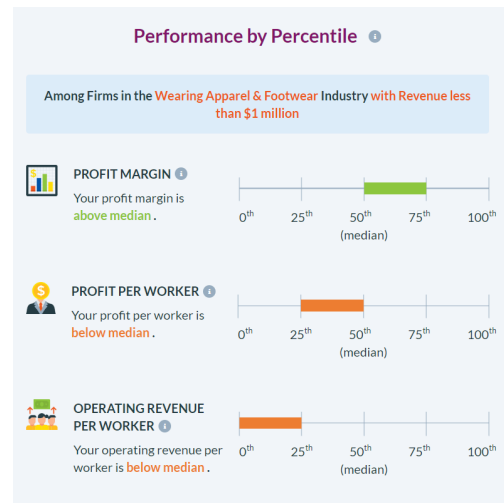 Performance by Percentile
Among Firms in the Wearing Apparel & Footwear Industry with Revenue less
than $1 million
PROFIT MARGIN
Your profit margin is
above median .
0th 25th 50th 75th 100th
(median)
PROFIT PER WORKER
Your profit per worker is
below median .
0th 25th 50th 75th 100th
(median)
OPERATING REVENUE
PER WORKER
Your operating revenue per
worker is below median .
0th 25th 50th 75th 100th
(median)